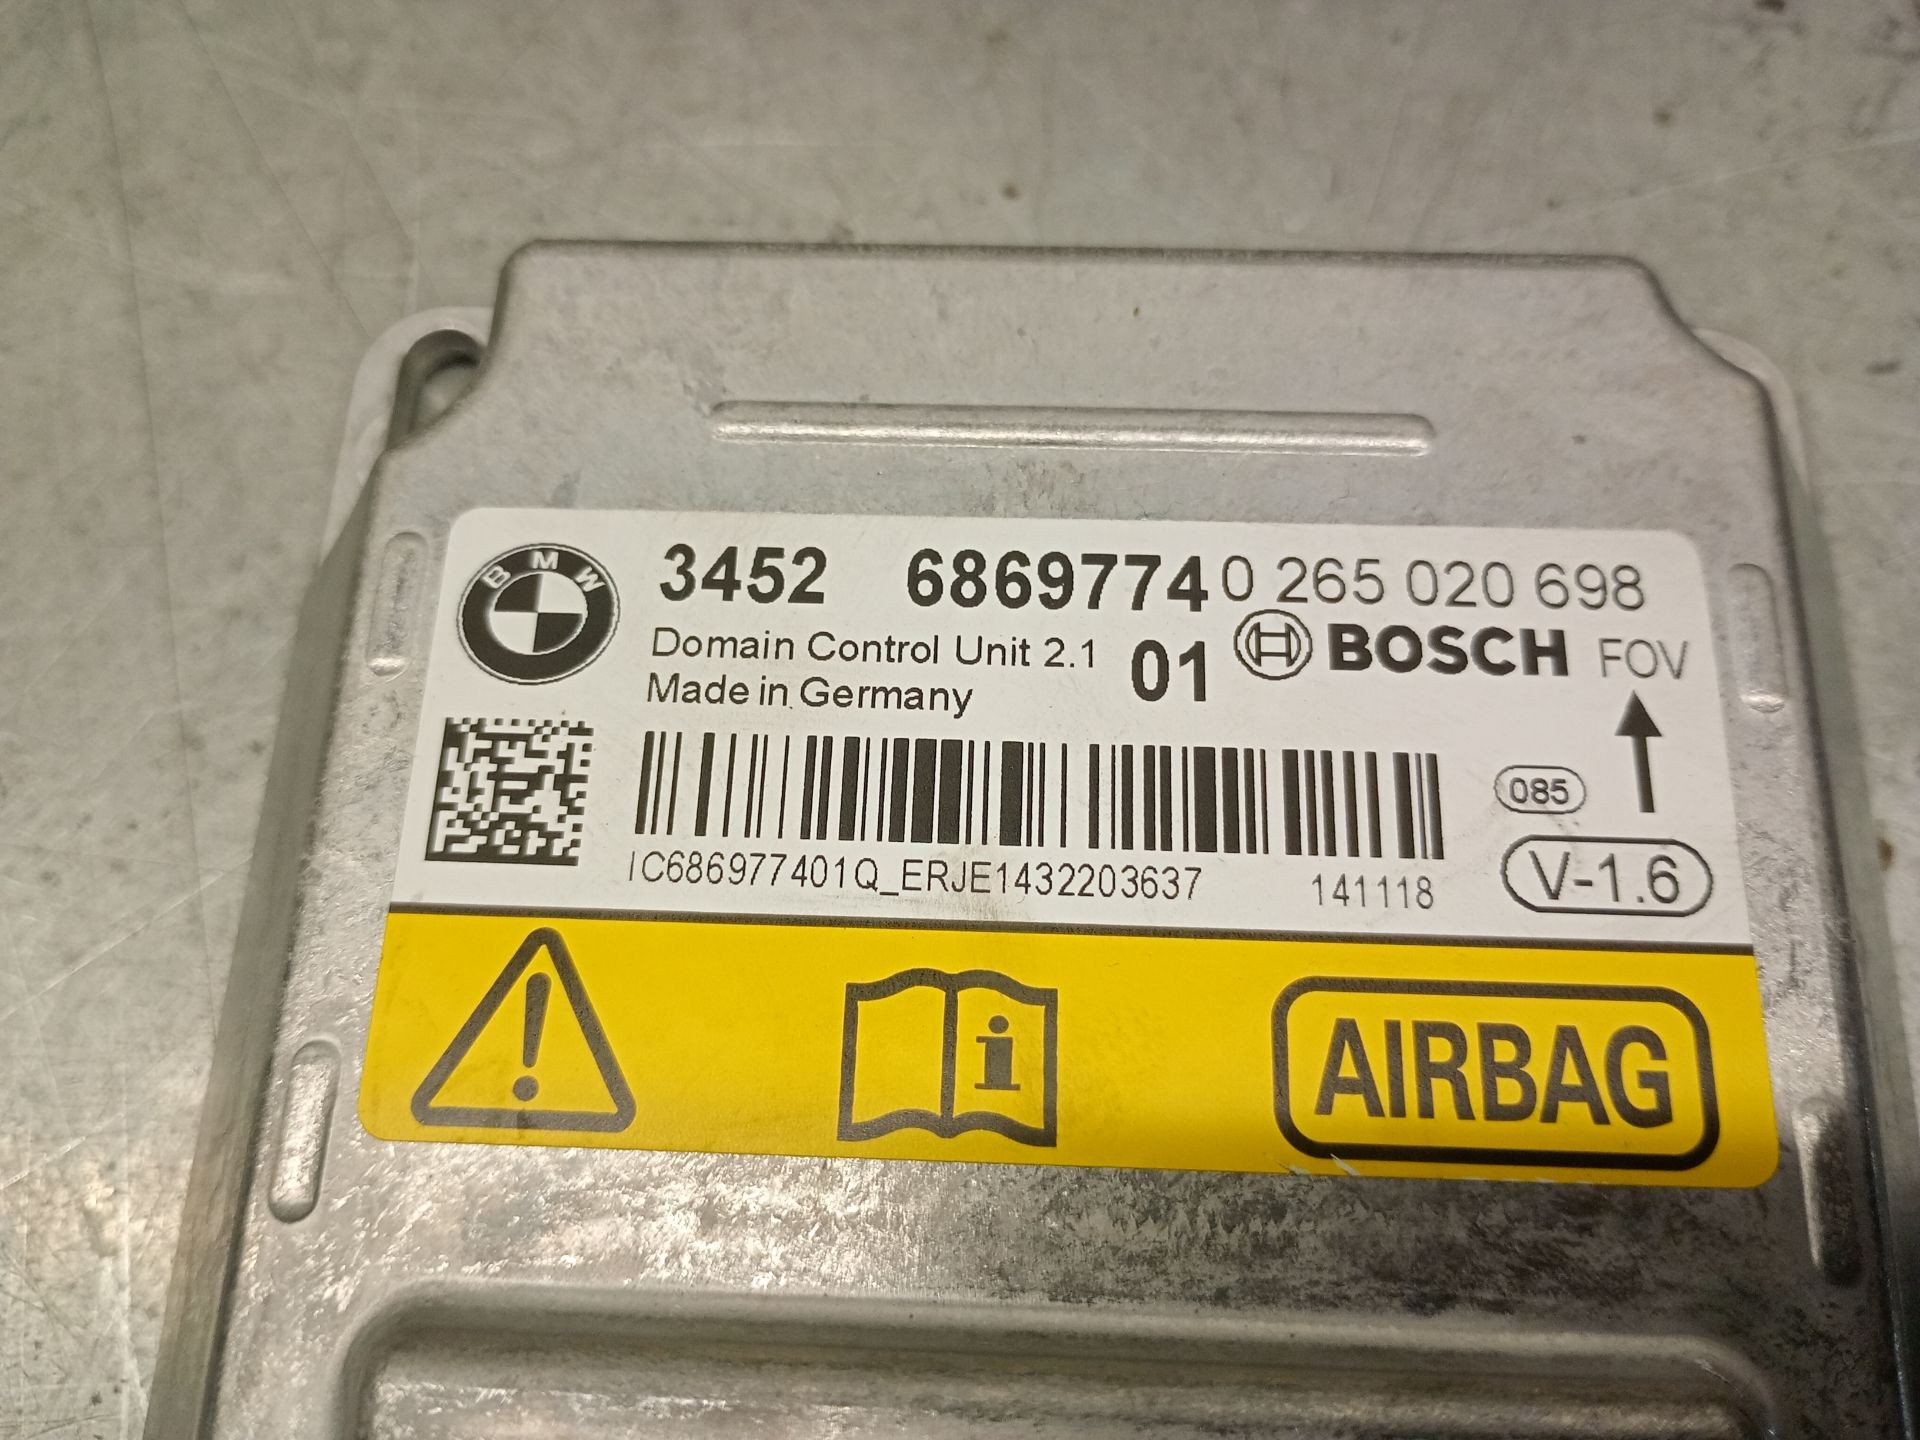 BMW
3452 6869774 0 265 020 698
Domain Control Unit 2.1 01 BOSCH FOV
Made in Germany
085
IC686977401Q_ERJE1432203637 141118 V-1.6
i AIRBAG